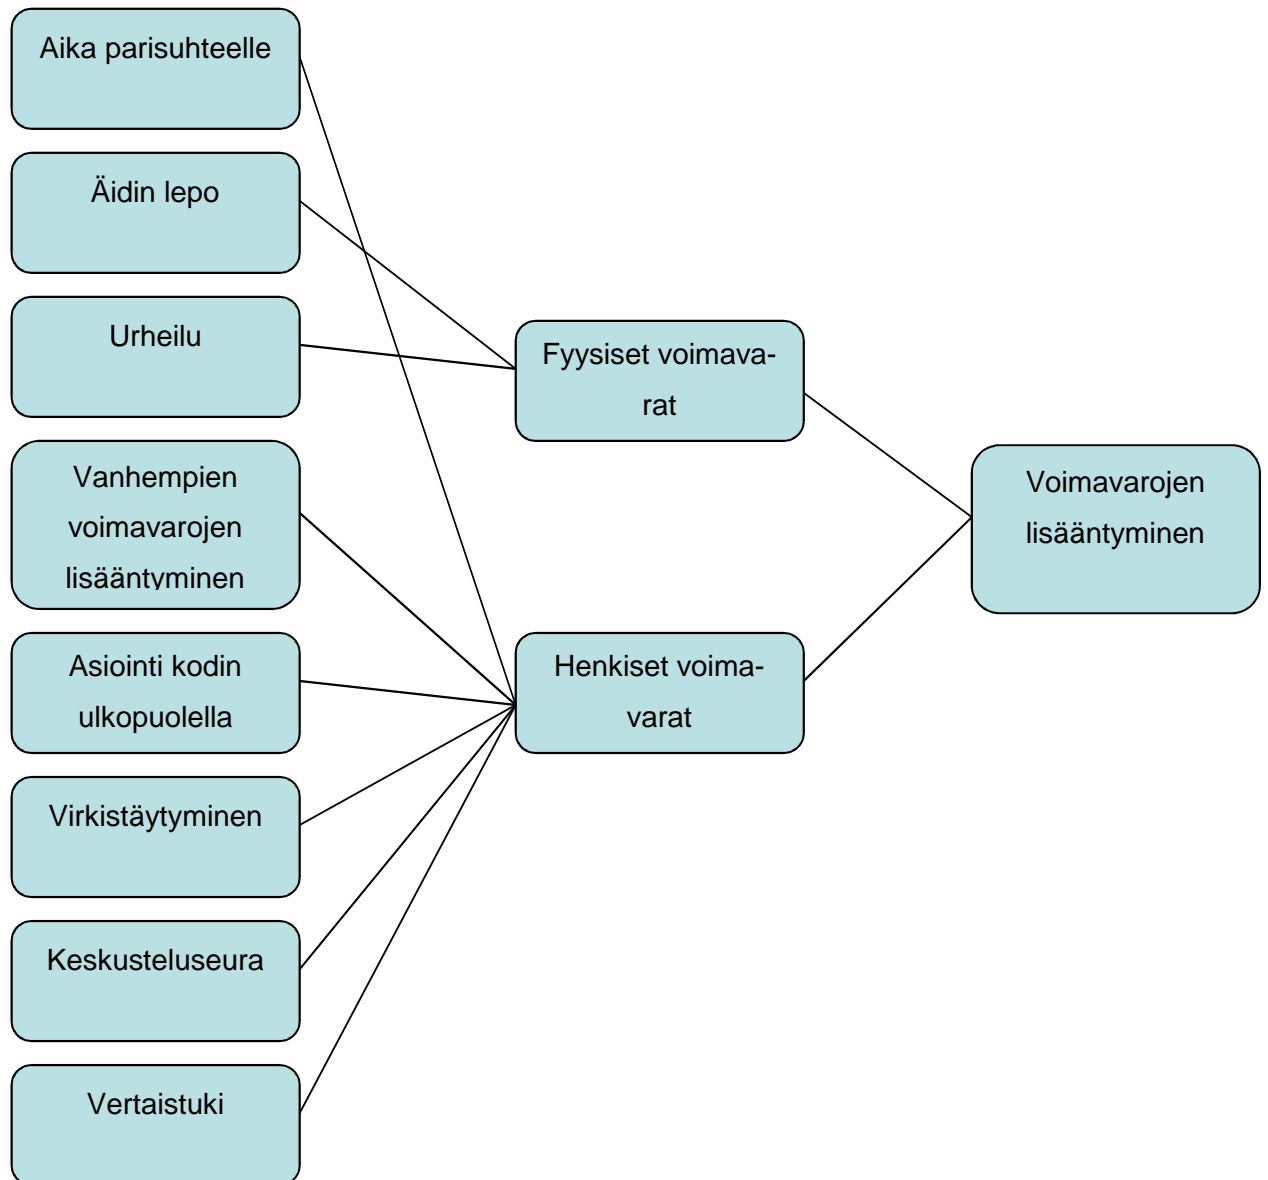 Aika parisuhteelle
Äidin lepo
Urheilu
Vanhempien
voimavarojen
lisääntyminen
Asiointi kodin
ulkopuolella
Virkistäytyminen
Keskusteluseura
Vertaistuki
Fyysiset voimava-
rat
Henkiset voima-
varat
Voimavarojen
lisääntyminen